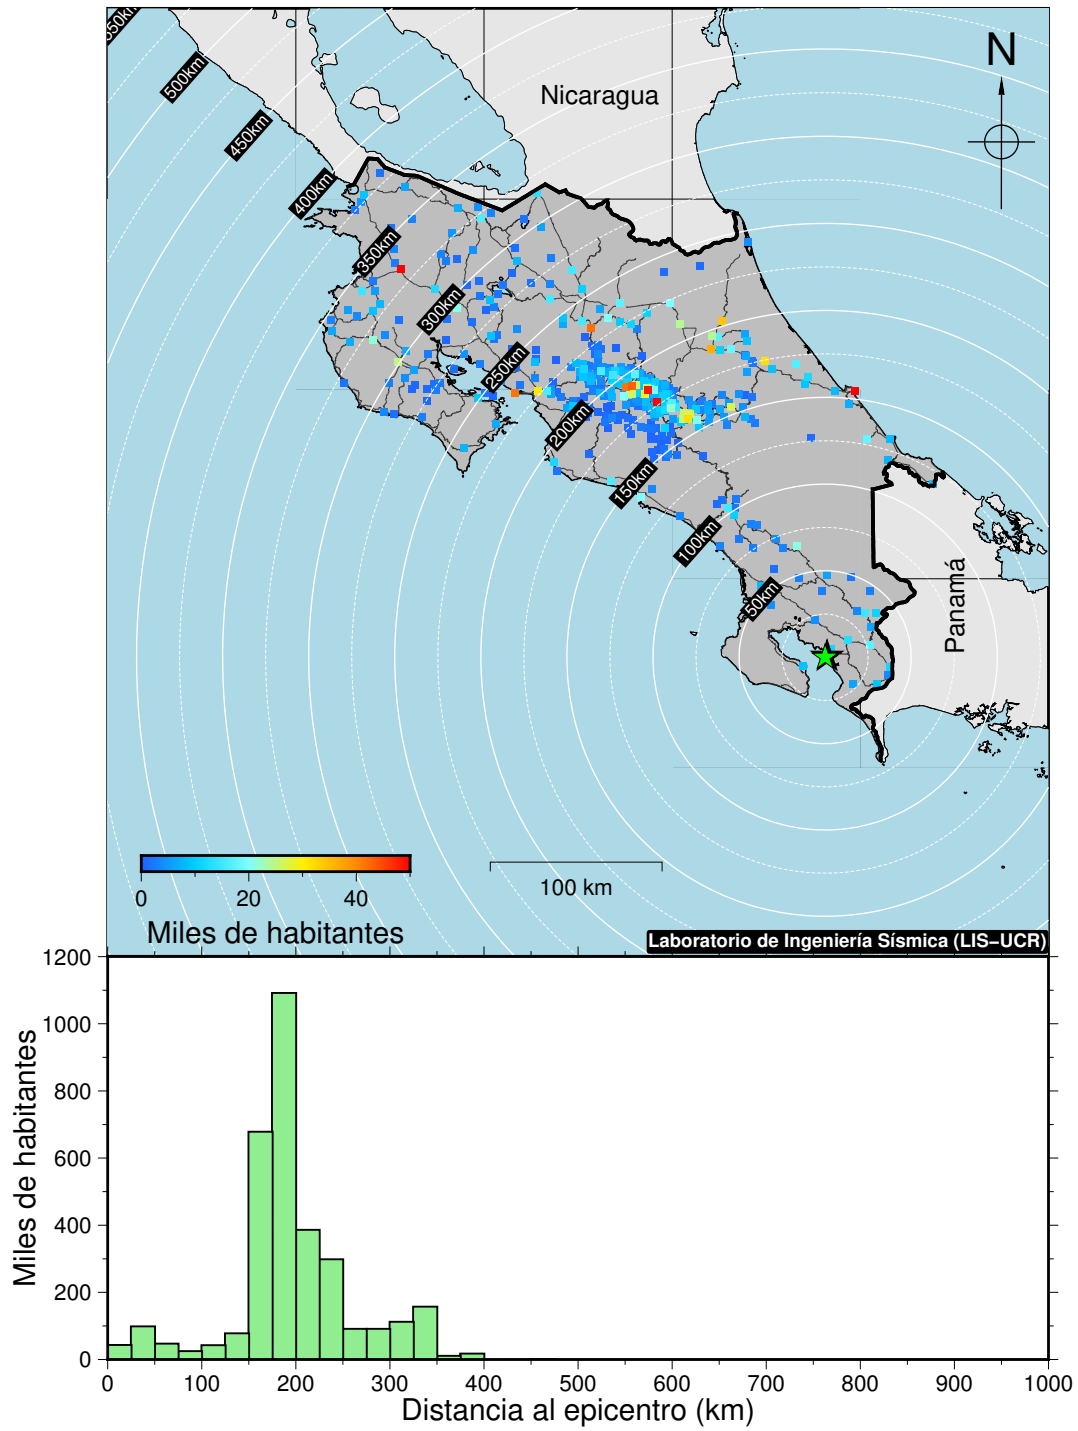 550km
500km
450km
400km
350km
300km
250km
200km
150km
100km
50km
Nicaragua
N
Panamá
0 20 40
Miles de habitantes
100 km
Laboratorio de Ingeniería Sísmica (LIS−UCR)
Miles de habitantes
1200
1000
800
600
400
200
0
0 100 200 300 400 500 600 700 800 900 1000
Distancia al epicentro (km)